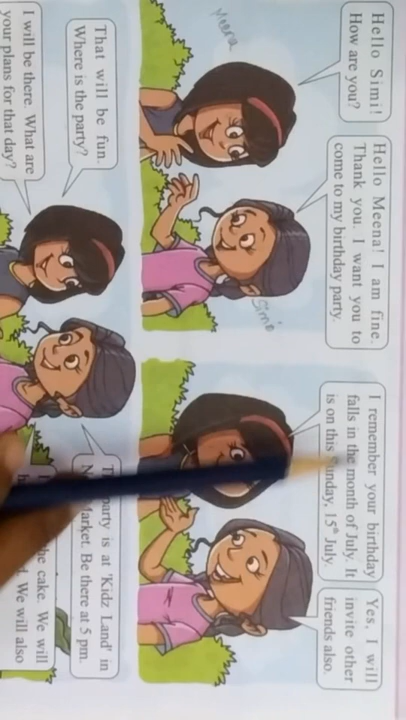 Hello Simi!
How are you?
Meena
Hello Meena! I am fine.
Thank you. I want you to
come to my birthday party.
Simi
I remember your birthday
falls in the month of July. It
is on this Sunday, 15th July.
Yes. I will
invite other
friends also.
That will be fun.
Where is the party?
party is at 'Kidz Land' in
Market. Be there at 5 pm.
I will be there. What are
your plans for that day?
the cake. We will
We will also